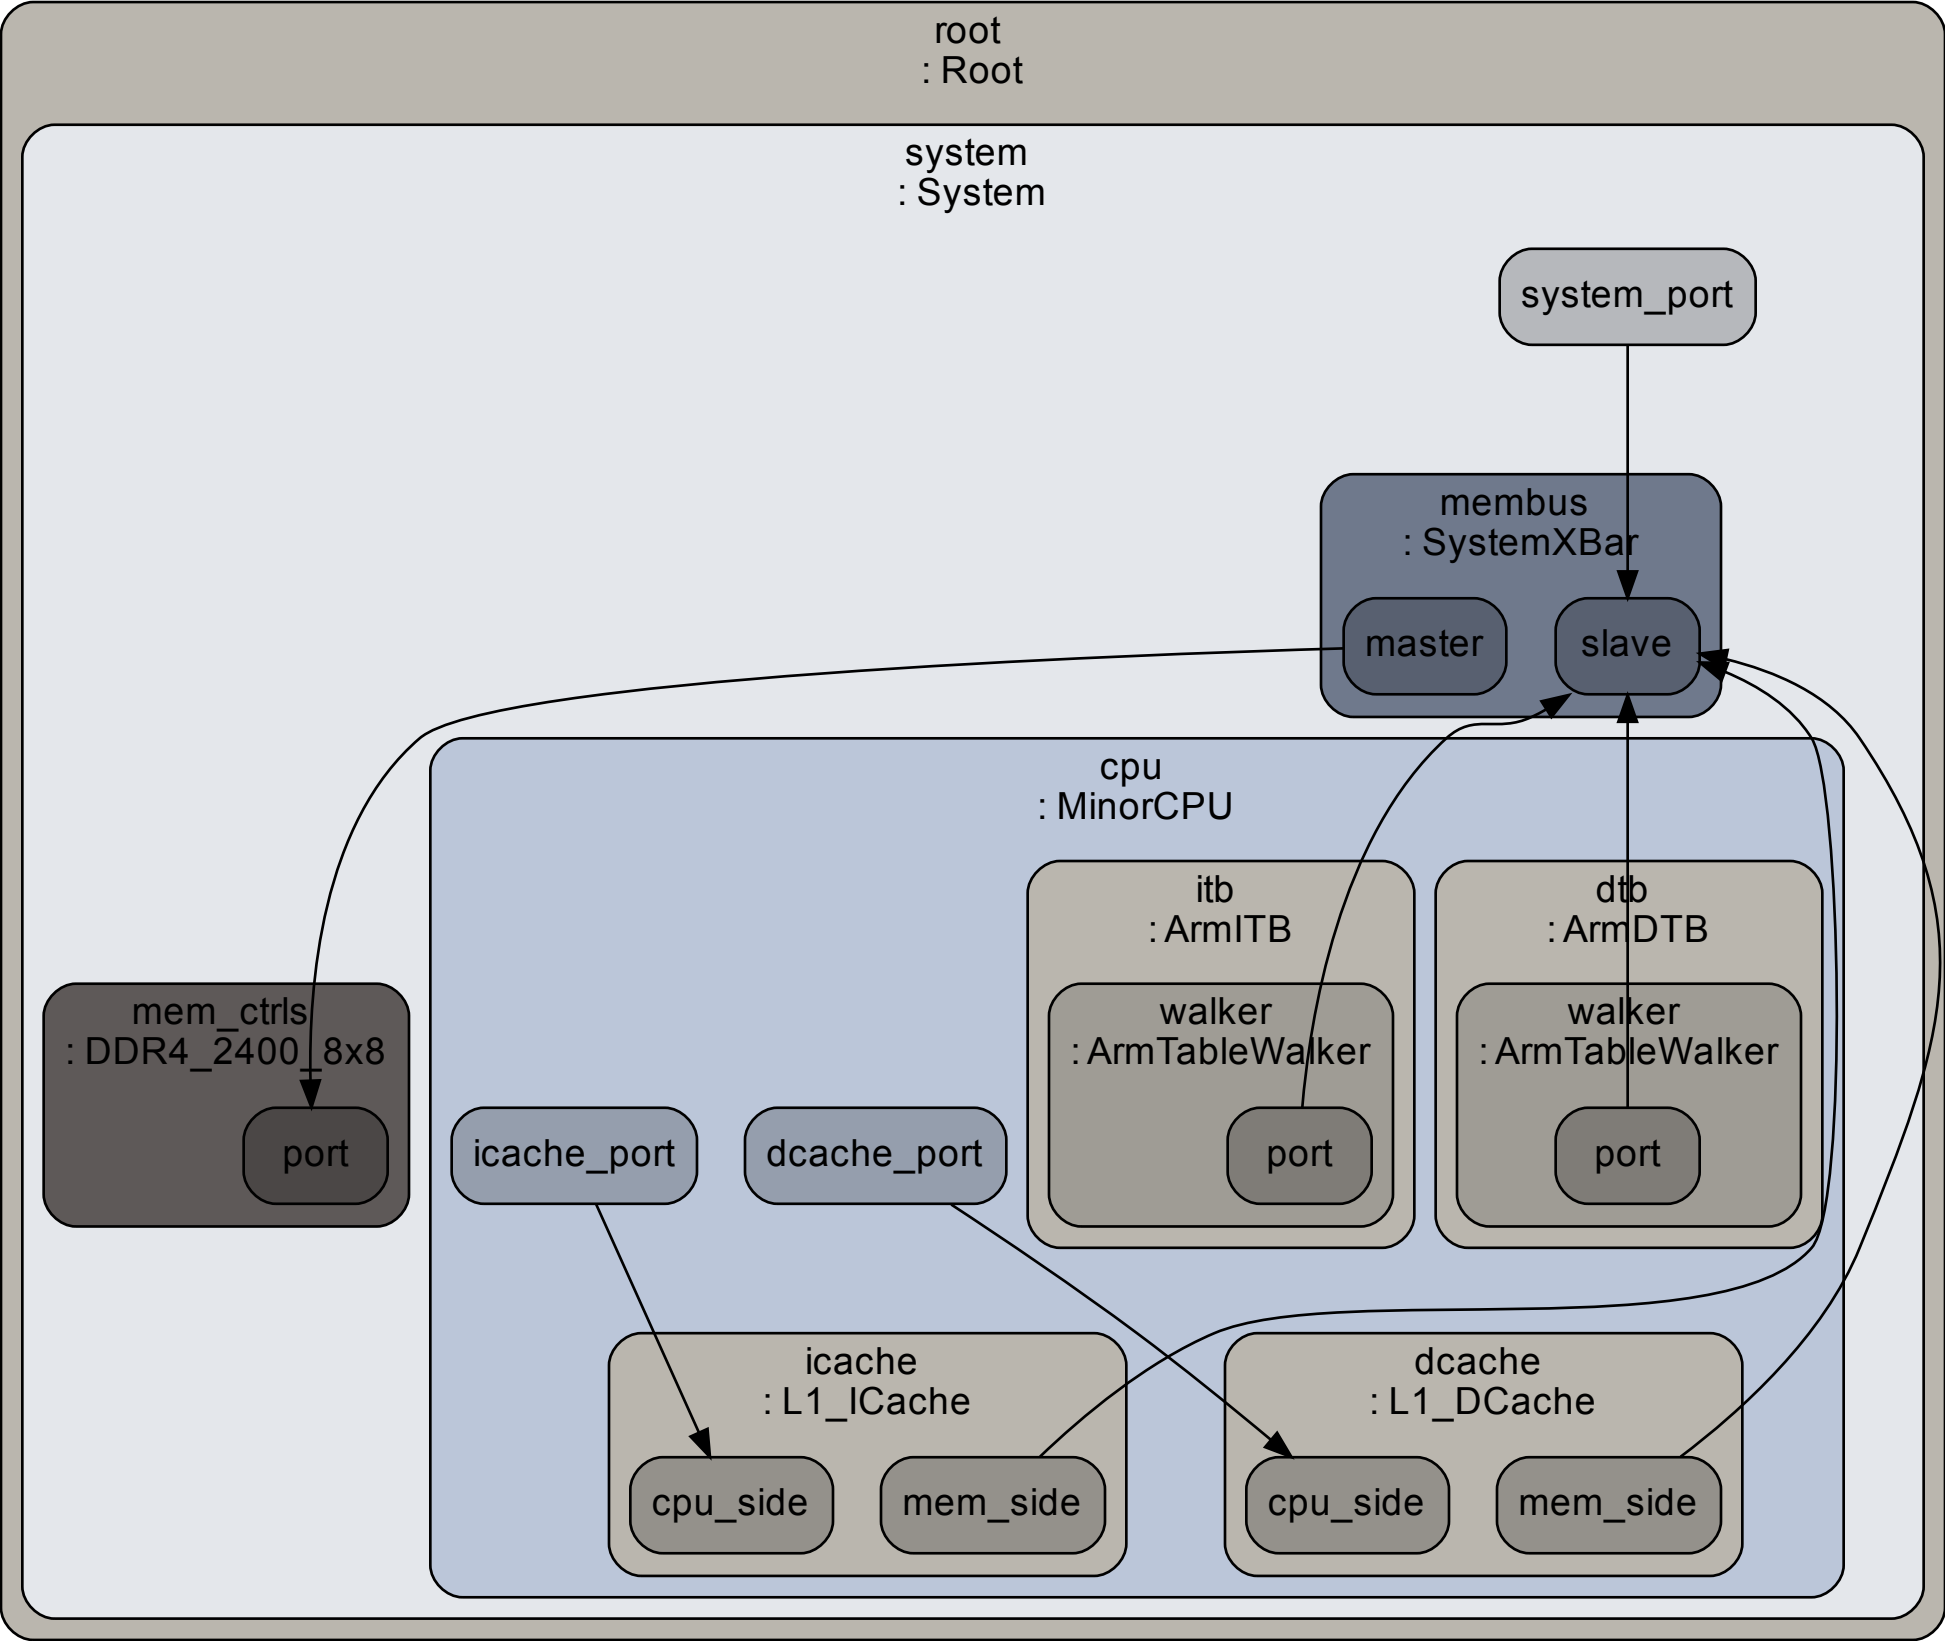 root
: Root
system
: System
system_port
membus
: SystemXBar
master
slave
cpu
: MinorCPU
itb
: ArmITB
dtb
: ArmDTB
mem_ctrls
: DDR4_2400_8x8
port
walker
: ArmTableWalker
port
walker
: ArmTableWalker
port
icache_port
dcache_port
icache
: L1_ICache
cpu_side
mem_side
dcache
: L1_DCache
cpu_side
mem_side